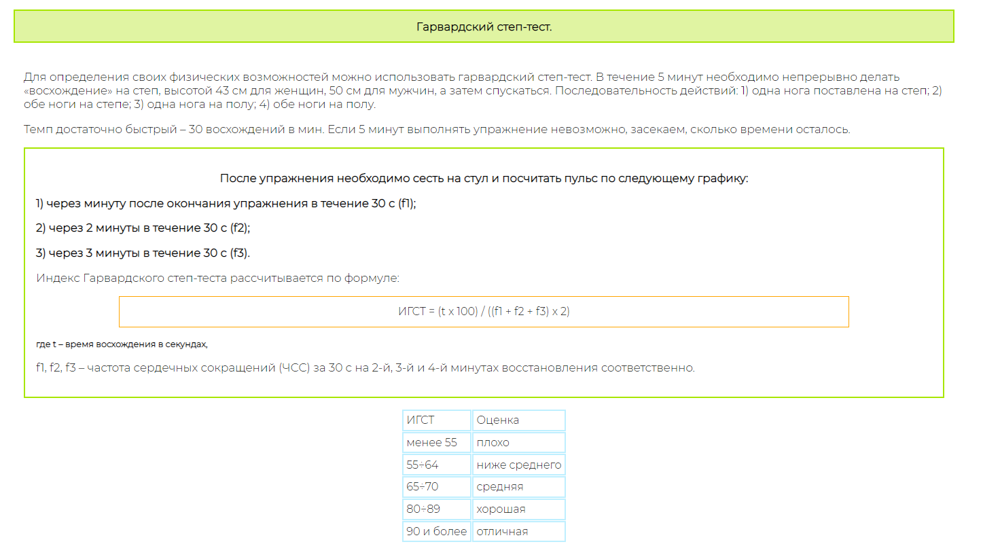 Гарвардский степ-тест.
Для определения своих физических возможностей можно использовать гарвардский степ-тест. В течение 5 минут необходимо непрерывно делать
«восхождение» на степ, высотой 43 см для женщин, 50 см для мужчин, а затем спускаться. Последовательность действий: 1) одна нога поставлена на степ; 2)
обе ноги на степе; 3) одна нога на полу; 4) обе ноги на полу.
Темп достаточно быстрый – 30 восхождений в мин. Если 5 минут выполнять упражнение невозможно, засекаем, сколько времени осталось.
После упражнения необходимо сесть на стул и посчитать пульс по следующему графику:
1) через минуту после окончания упражнения в течение 30 с (f1);
2) через 2 минуты в течение 30 с (f2);
3) через 3 минуты в течение 30 с (f3).
Индекс Гарвардского степ-теста рассчитывается по формуле:
ИГСТ = (t x 100) / ((f1 + f2 + f3) x 2)
где t – время восхождения в секундах,
f1, f2, f3 – частота сердечных сокращений (ЧСС) за 30 с на 2-й, 3-й и 4-й минутах восстановления соответственно.
ИГСТ Оценка
менее 55 плохо
55÷64 ниже среднего
65÷70 средняя
80÷89 хорошая
90 и более отличная